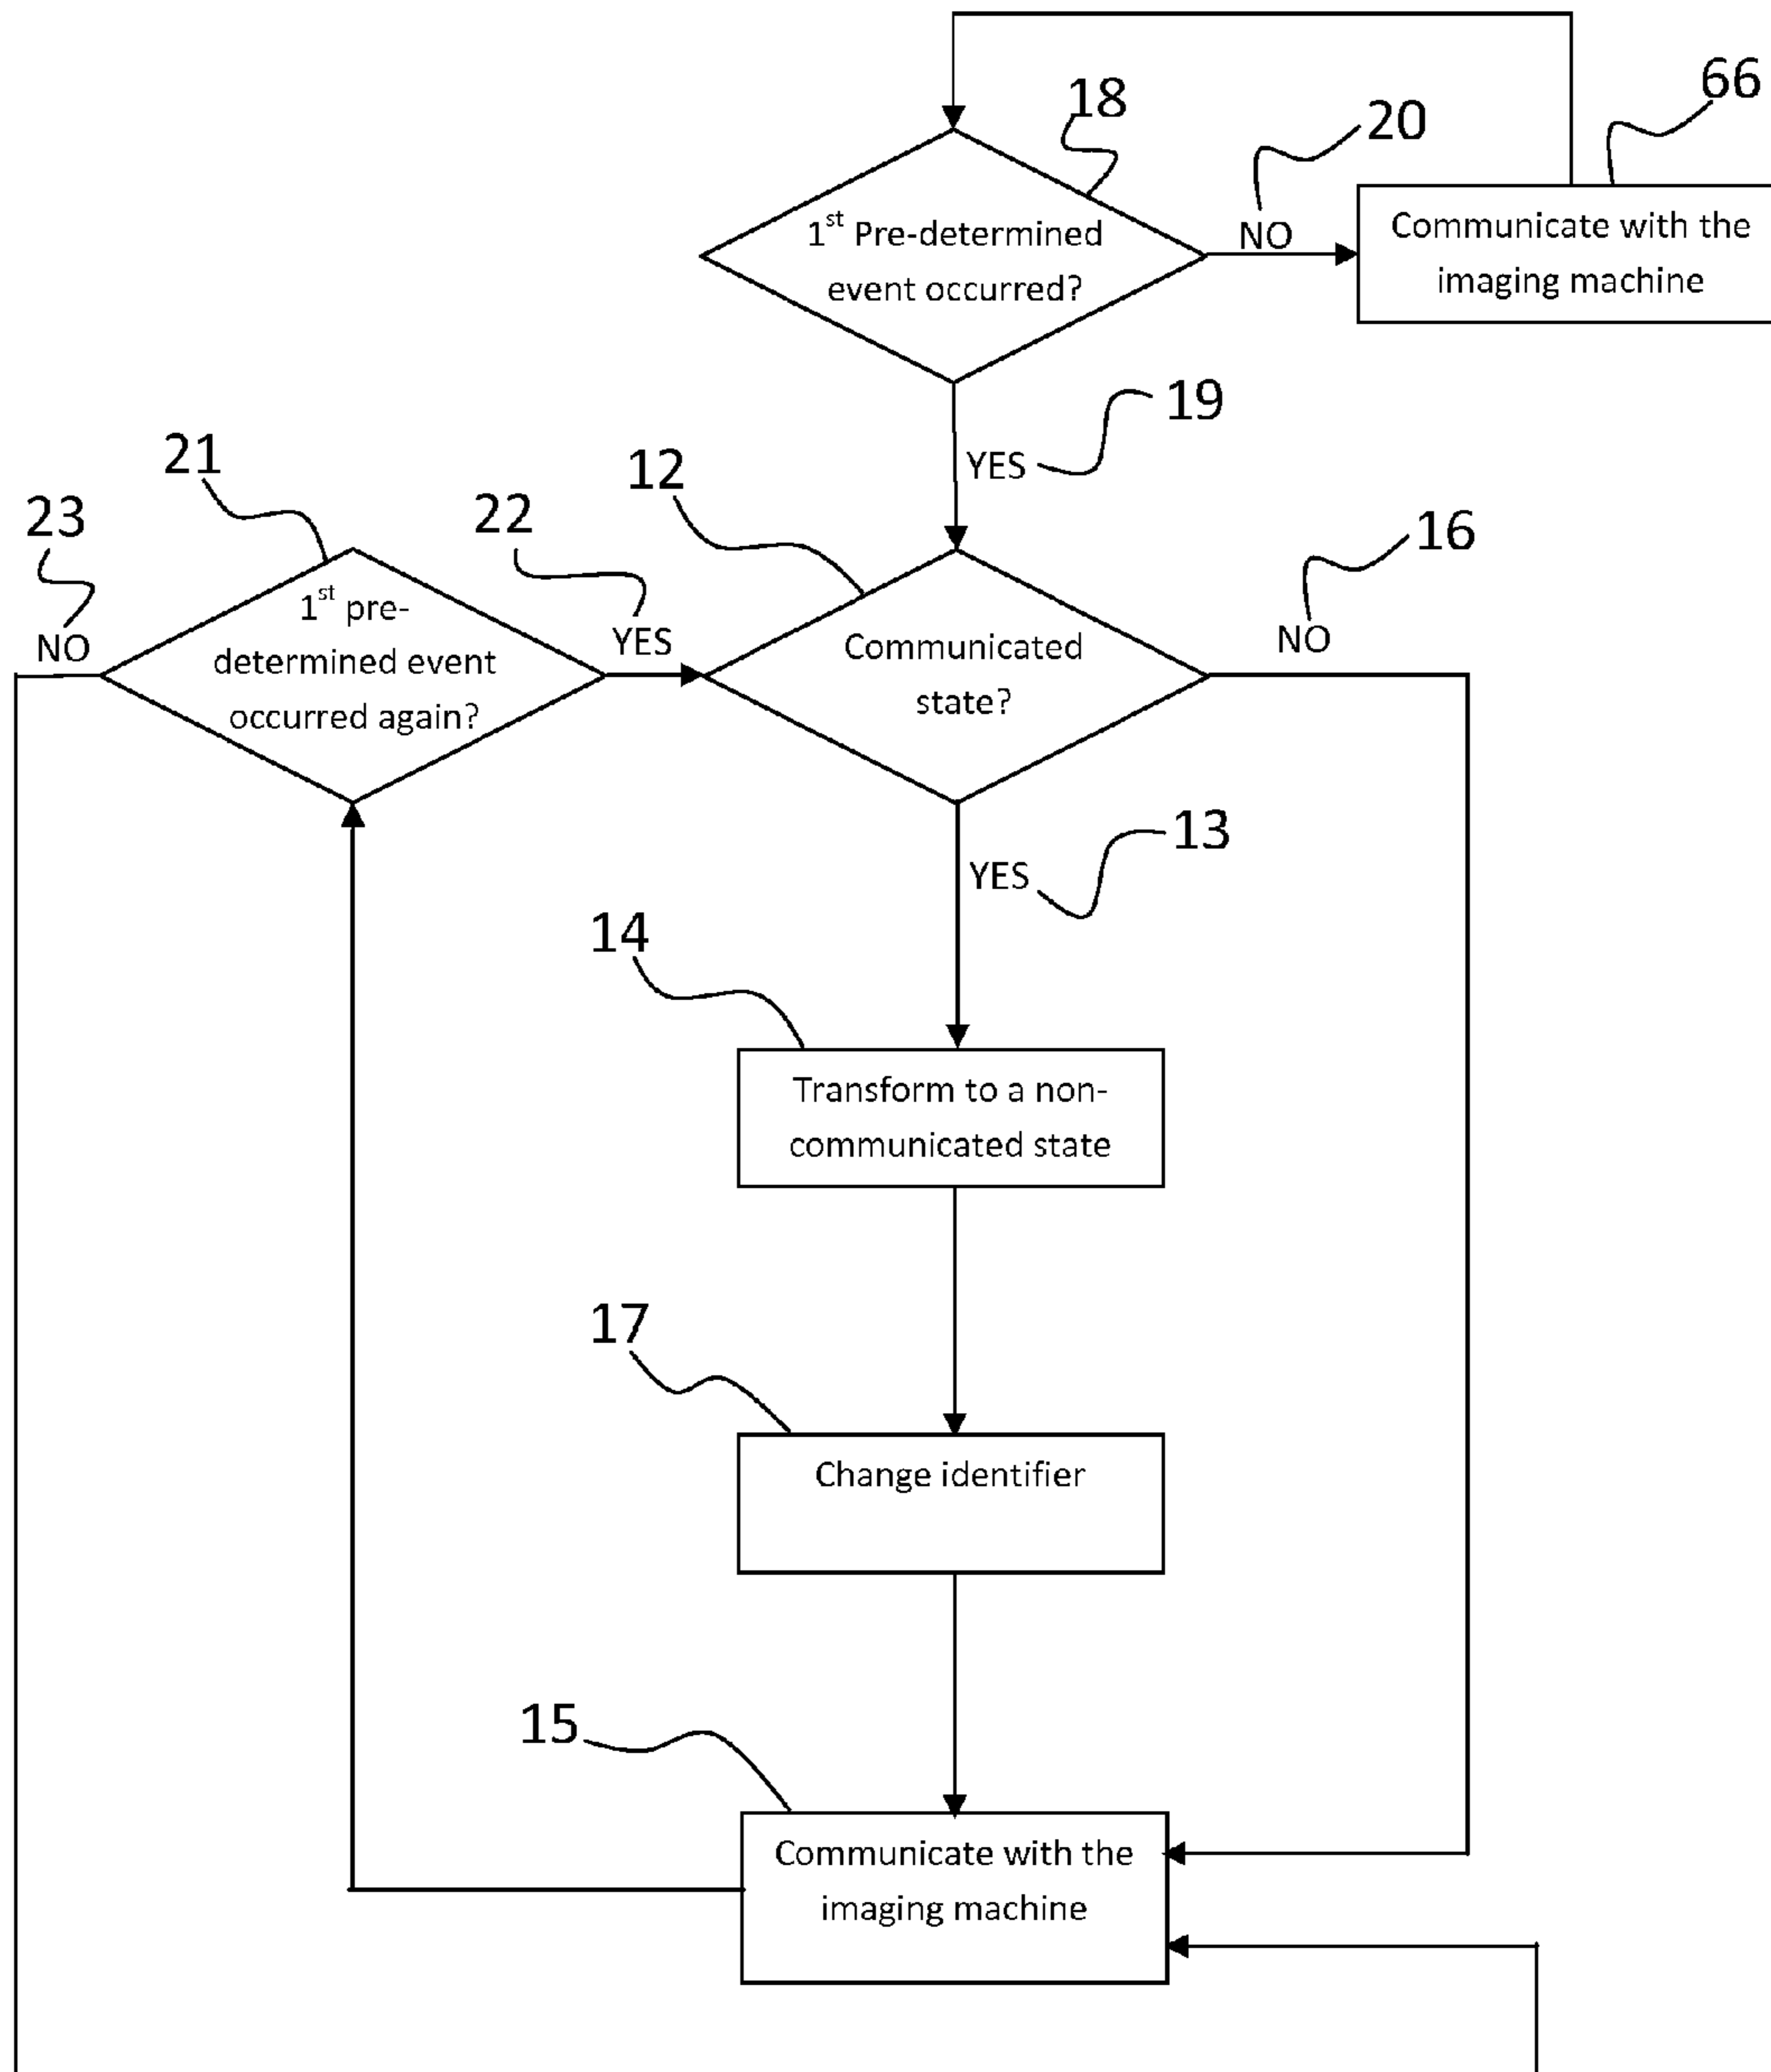 66
18
20
1st Pre-determined
event occurred?
NO
Communicate with the
imaging machine
19
YES
21
12
22
23
16
1st pre-
determined event
occurred again?
NO
YES
Communicated
state?
NO
13
YES
14
Transform to a non-
communicated state
17
Change identifier
15
Communicate with the
imaging machine